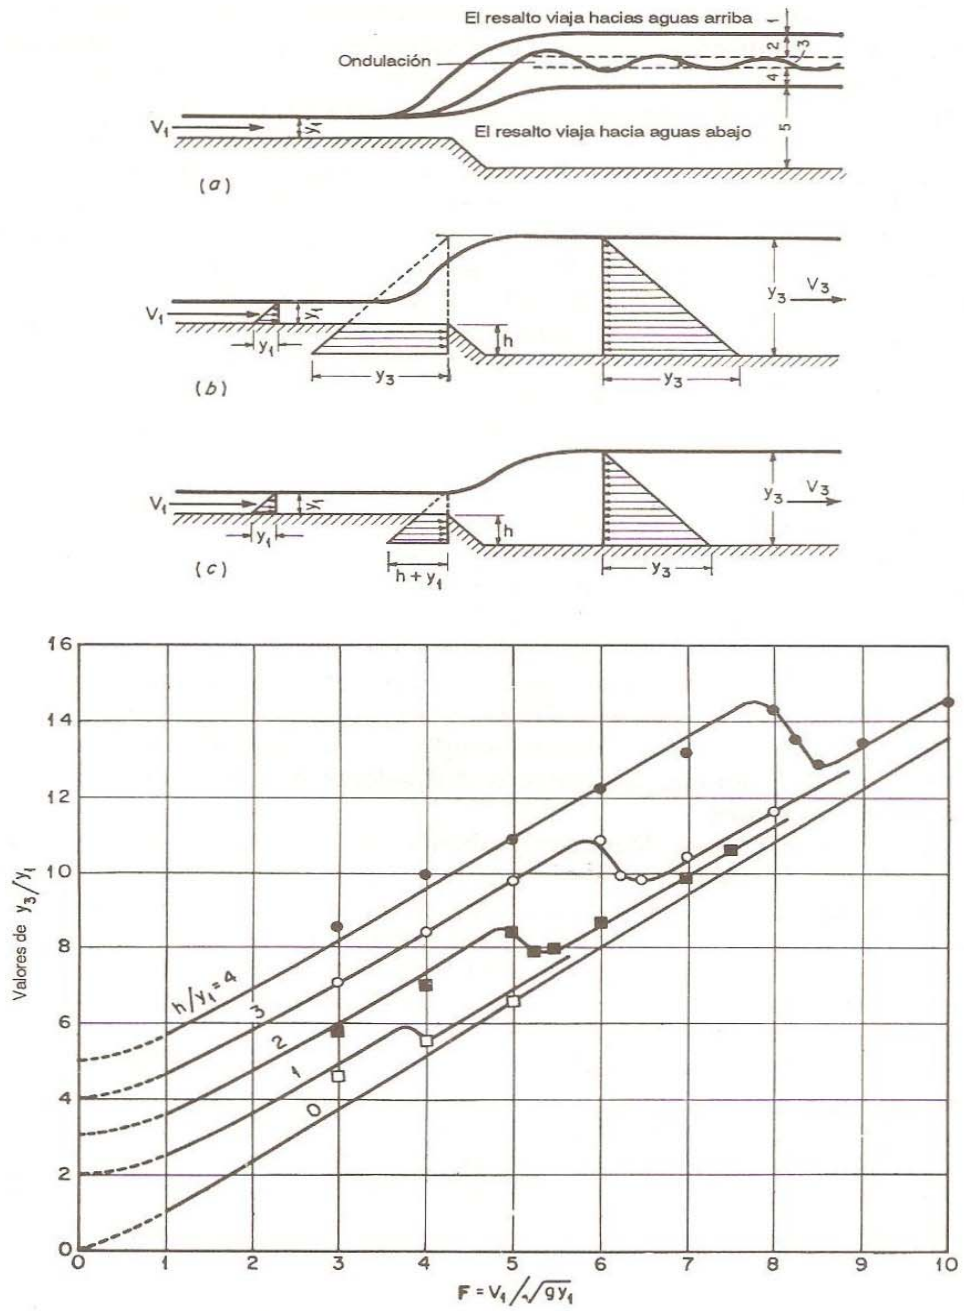 El resalto viaja hacias aguas arriba
1
2
3
Ondulación
4
V₁
y₁
5
El resalto viaja hacia aguas abajo
(a)
V₁
y₁
y₃
V₃
h
y₁
y₃
y₃
(b)
V₁
y₁
y₃
V₃
h
y₁
h + y₁
y₃
(c)
16
14
12
10
8
6
4
2
0
Valores de y₃/y₁
h/y₁=4
3
2
1
0
0 1 2 3 4 5 6 7 8 9 10
F = V₁/√gy₁